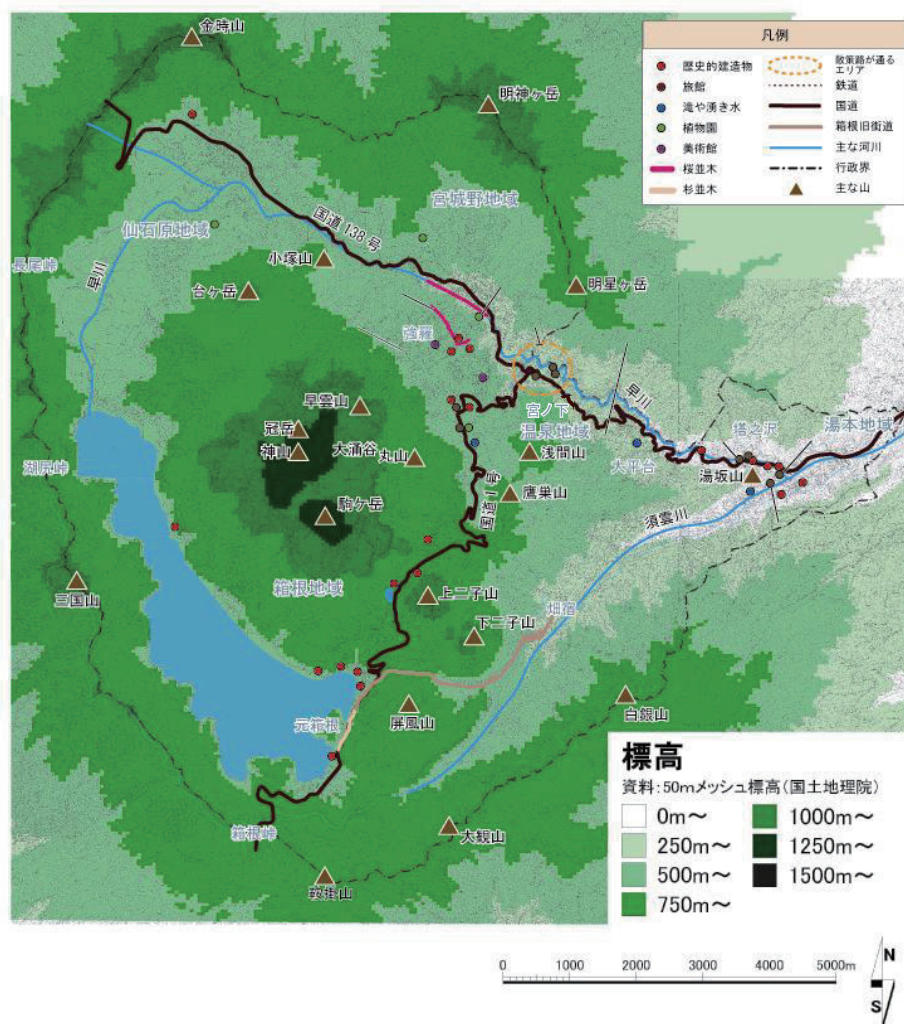 金時山
明神ヶ岳
凡例
歴史的建造物
旅館
滝や湧き水
植物園
美術館
桜並木
杉並木
散策路が通る
エリア
鉄道
国道
箱根旧街道
主な河川
行政界
主な山
宮城野地域
仙石原地域
国道138号
長尾峠
早川
小塚山
台ヶ岳
明星ヶ岳
強羅
早雲山
冠岳
神山
大涌谷
丸山
宮ノ下
温泉地域
浅間山
早川
大平台
塔之沢
湯本地域
湯坂山
湖尻峠
駒ケ岳
国道1号
鷹巣山
須雲川
三国山
箱根地域
上二子山
下二子山
畑宿
元箱根
屏風山
白銀山
箱根峠
大観山
鞍掛山
標高
資料:50mメッシュ標高(国土地理院)
0m～
250m～
500m～
750m～
1000m～
1250m～
1500m～
0 1000 2000 3000 4000 5000m
N
S